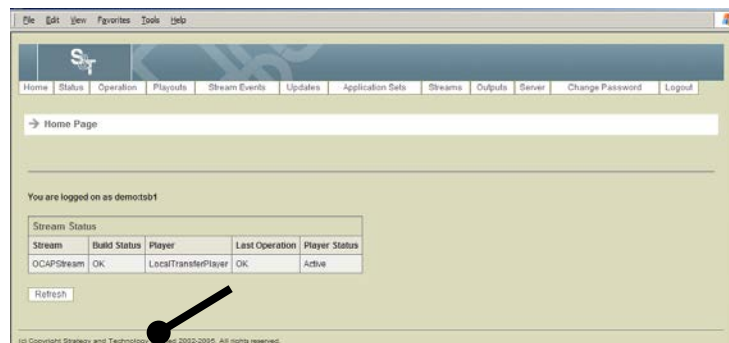 File Edit View Favorites Tools Help
S&T
Home Status Operation Playouts Stream Events Updates Application Sets Streams Outputs Server Change Password Logout
→ Home Page
You are logged on as demo:tsb1
Stream Status
Stream Build Status Player Last Operation Player Status
OCAPStream OK LocalTransferPlayer OK Active
Refresh
(c) Copyright Strategy and Technology 2002-2005. All rights reserved.